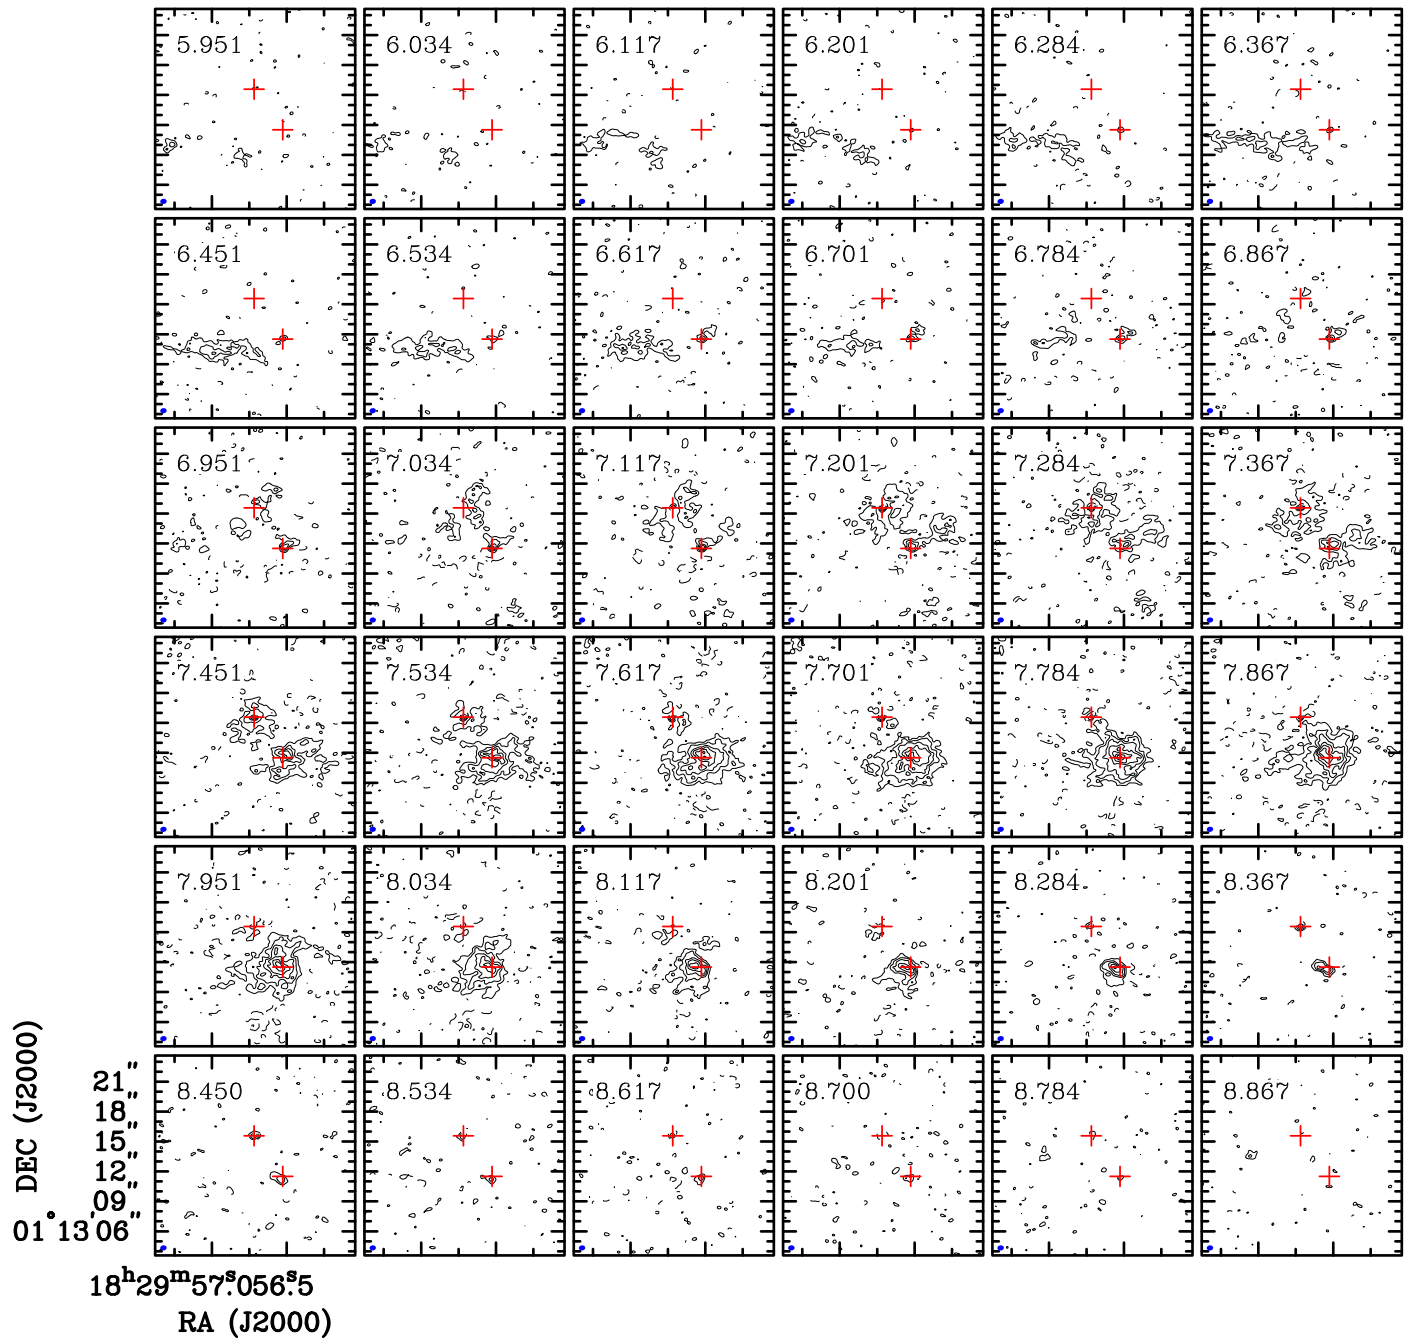 5.951 6.034 6.117 6.201 6.284 6.367
6.451 6.534 6.617 6.701 6.784 6.867
6.951 7.034 7.117 7.201 7.284 7.367
7.451 7.534 7.617 7.701 7.784 7.867
7.951 8.034 8.117 8.201 8.284 8.367
8.450 8.534 8.617 8.700 8.784 8.867
DEC (J2000)
21"
18"
15"
12"
09"
01°13'06"
18h29m57s.056s.5
RA (J2000)